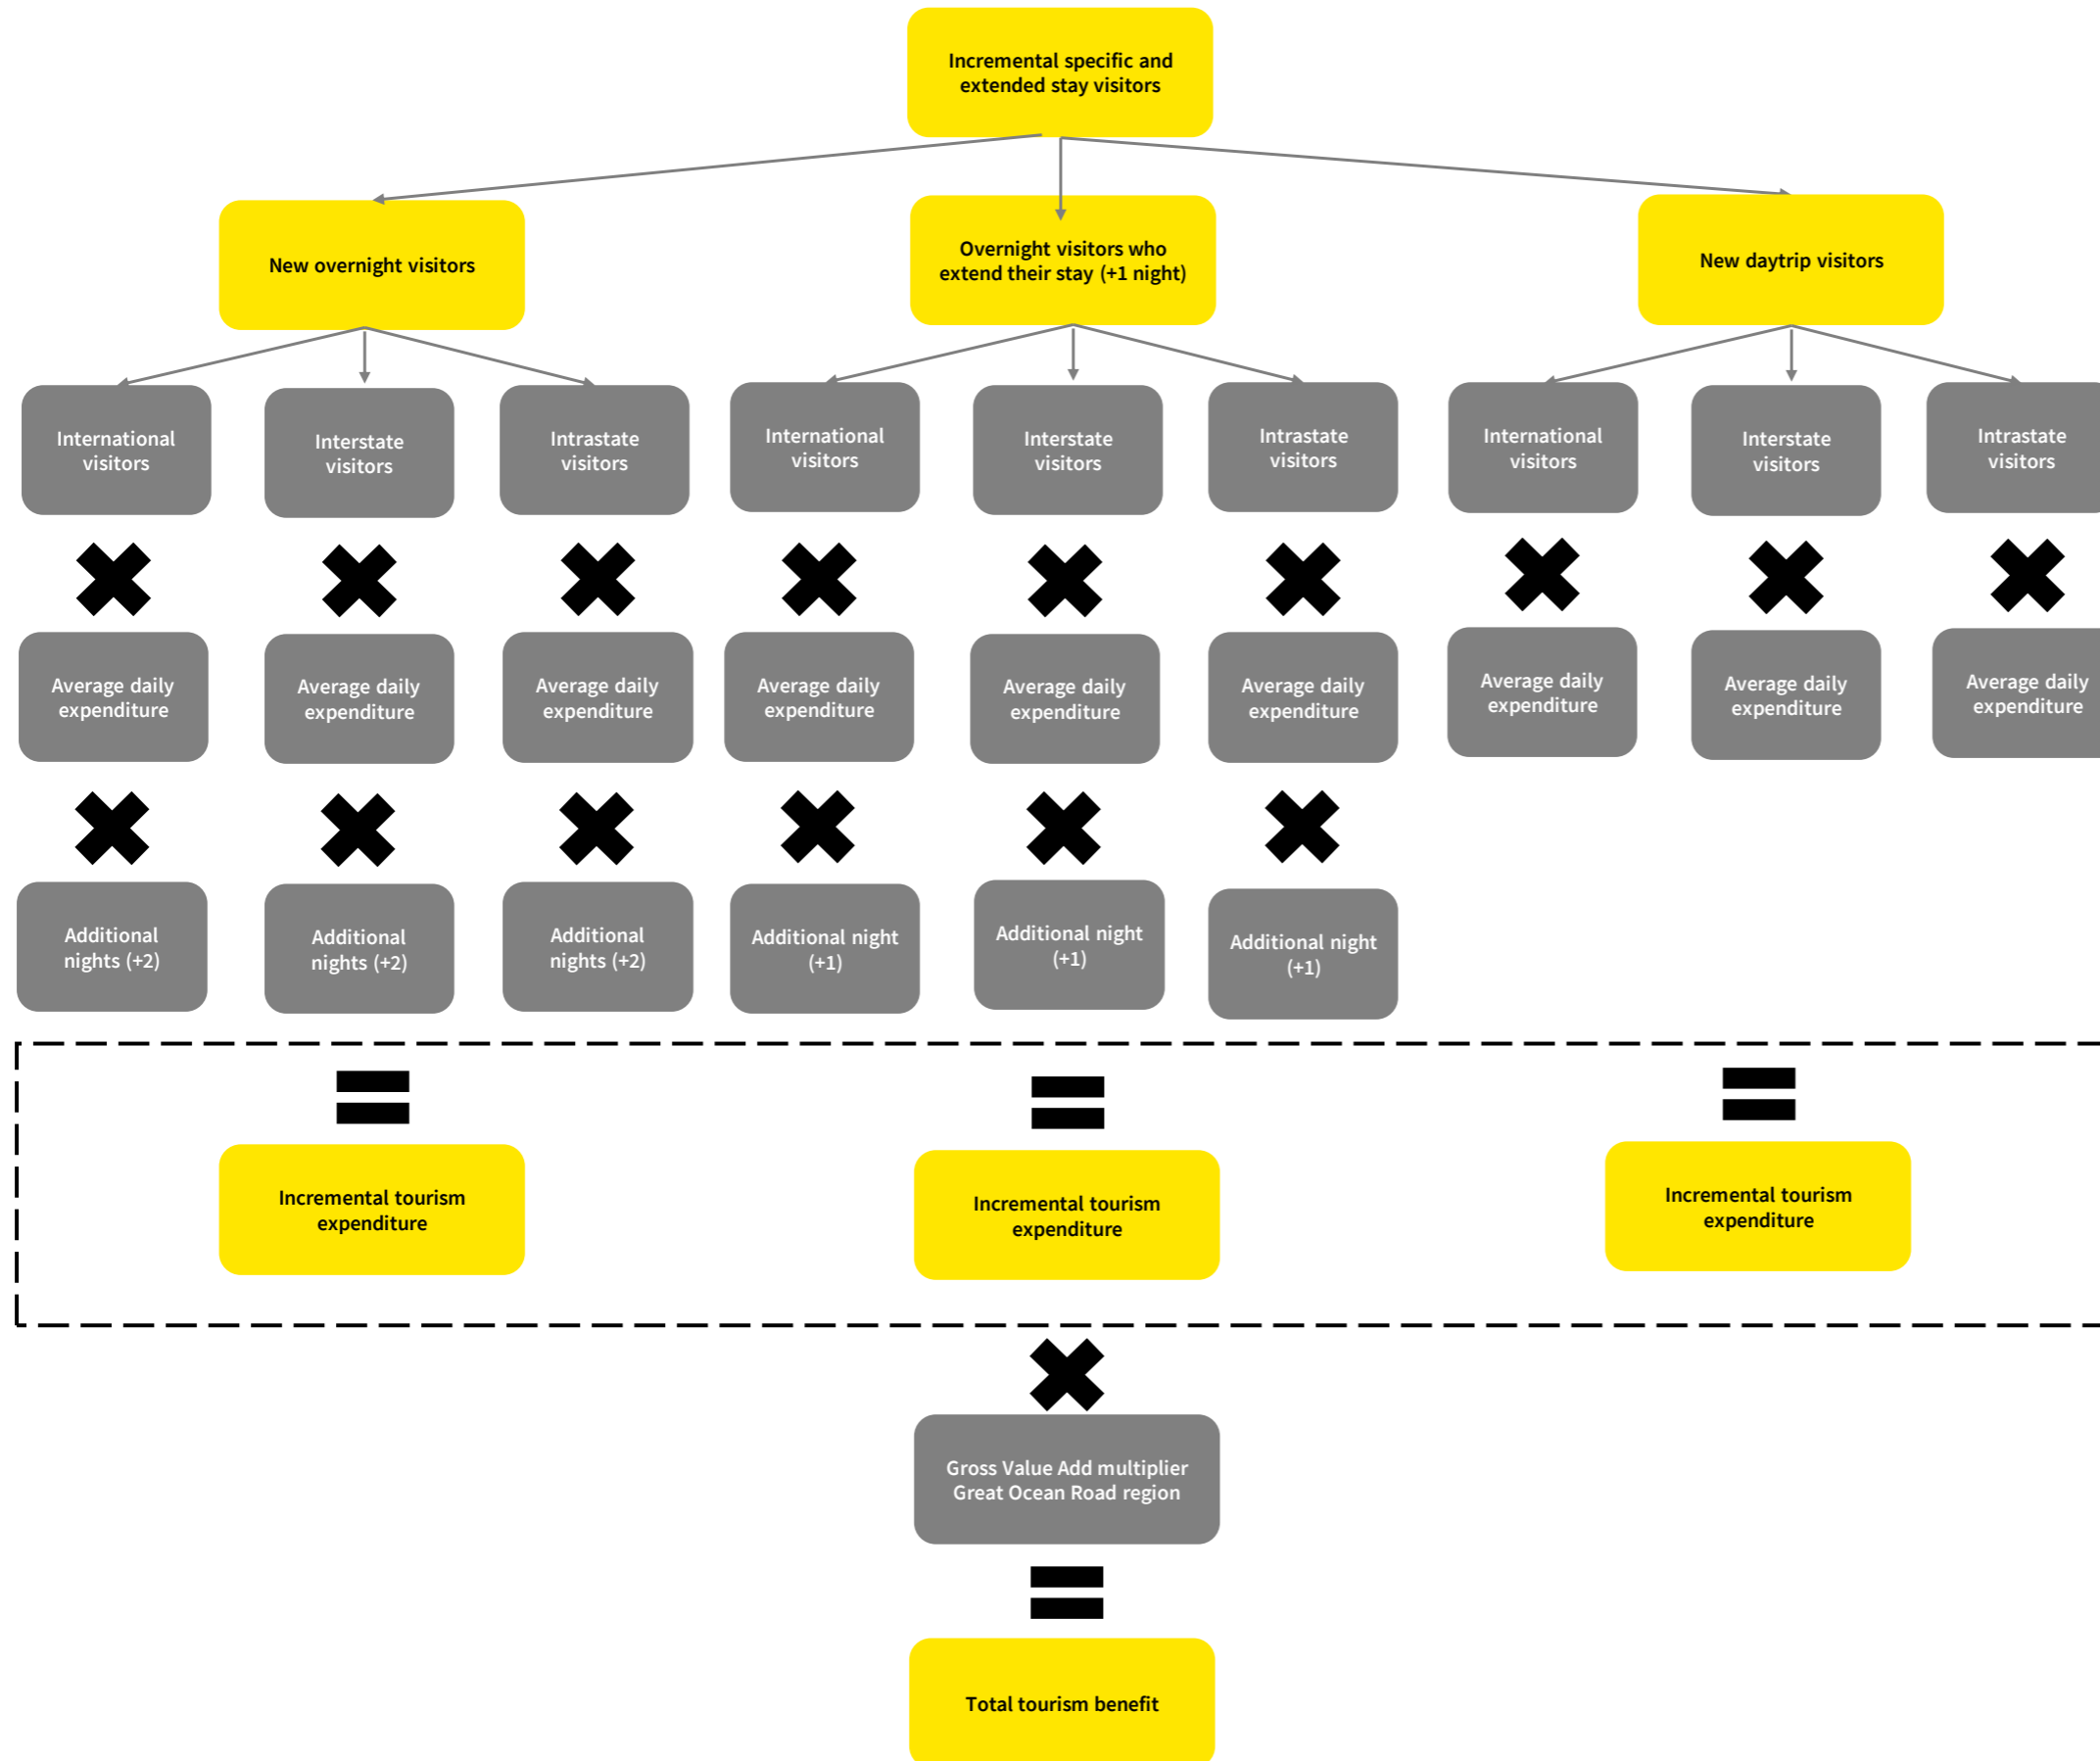 Incremental specific and
extended stay visitors
New overnight visitors
Overnight visitors who
extend their stay (+1 night)
New daytrip visitors
International
visitors
Interstate
visitors
Intrastate
visitors
International
visitors
Interstate
visitors
Intrastate
visitors
International
visitors
Interstate
visitors
Intrastate
visitors
Average daily
expenditure
Average daily
expenditure
Average daily
expenditure
Average daily
expenditure
Average daily
expenditure
Average daily
expenditure
Average daily
expenditure
Average daily
expenditure
Average daily
expenditure
Additional
nights (+2)
Additional
nights (+2)
Additional
nights (+2)
Additional night
(+1)
Additional night
(+1)
Additional night
(+1)
Incremental tourism
expenditure
Incremental tourism
expenditure
Incremental tourism
expenditure
Gross Value Add multiplier
Great Ocean Road region
Total tourism benefit